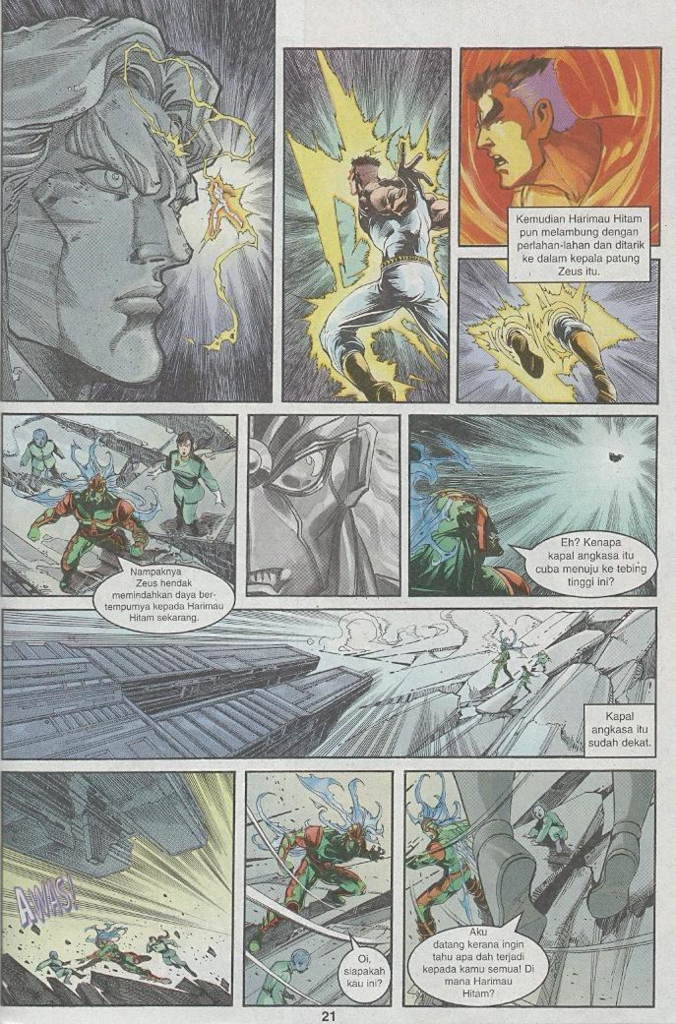 Kemudian Harimau Hitam
pun melambung dengan
perlahan-lahan dan ditarik
ke dalam kepala patung
Zeus itu.
Nampaknya
Zeus hendak
memindahkan daya ber-
tempurnya kepada Harimau
Hitam sekarang.
Eh? Kenapa
kapal angkasa itu
cuba menuju ke tebing
tinggi ini?
Kapal
angkasa itu
sudah dekat.
AWAS!
Oi,
siapakah
kau ini?
Aku
datang kerana ingin
tahu apa dah terjadi
kepada kamu semua! Di
mana Harimau
Hitam?
21